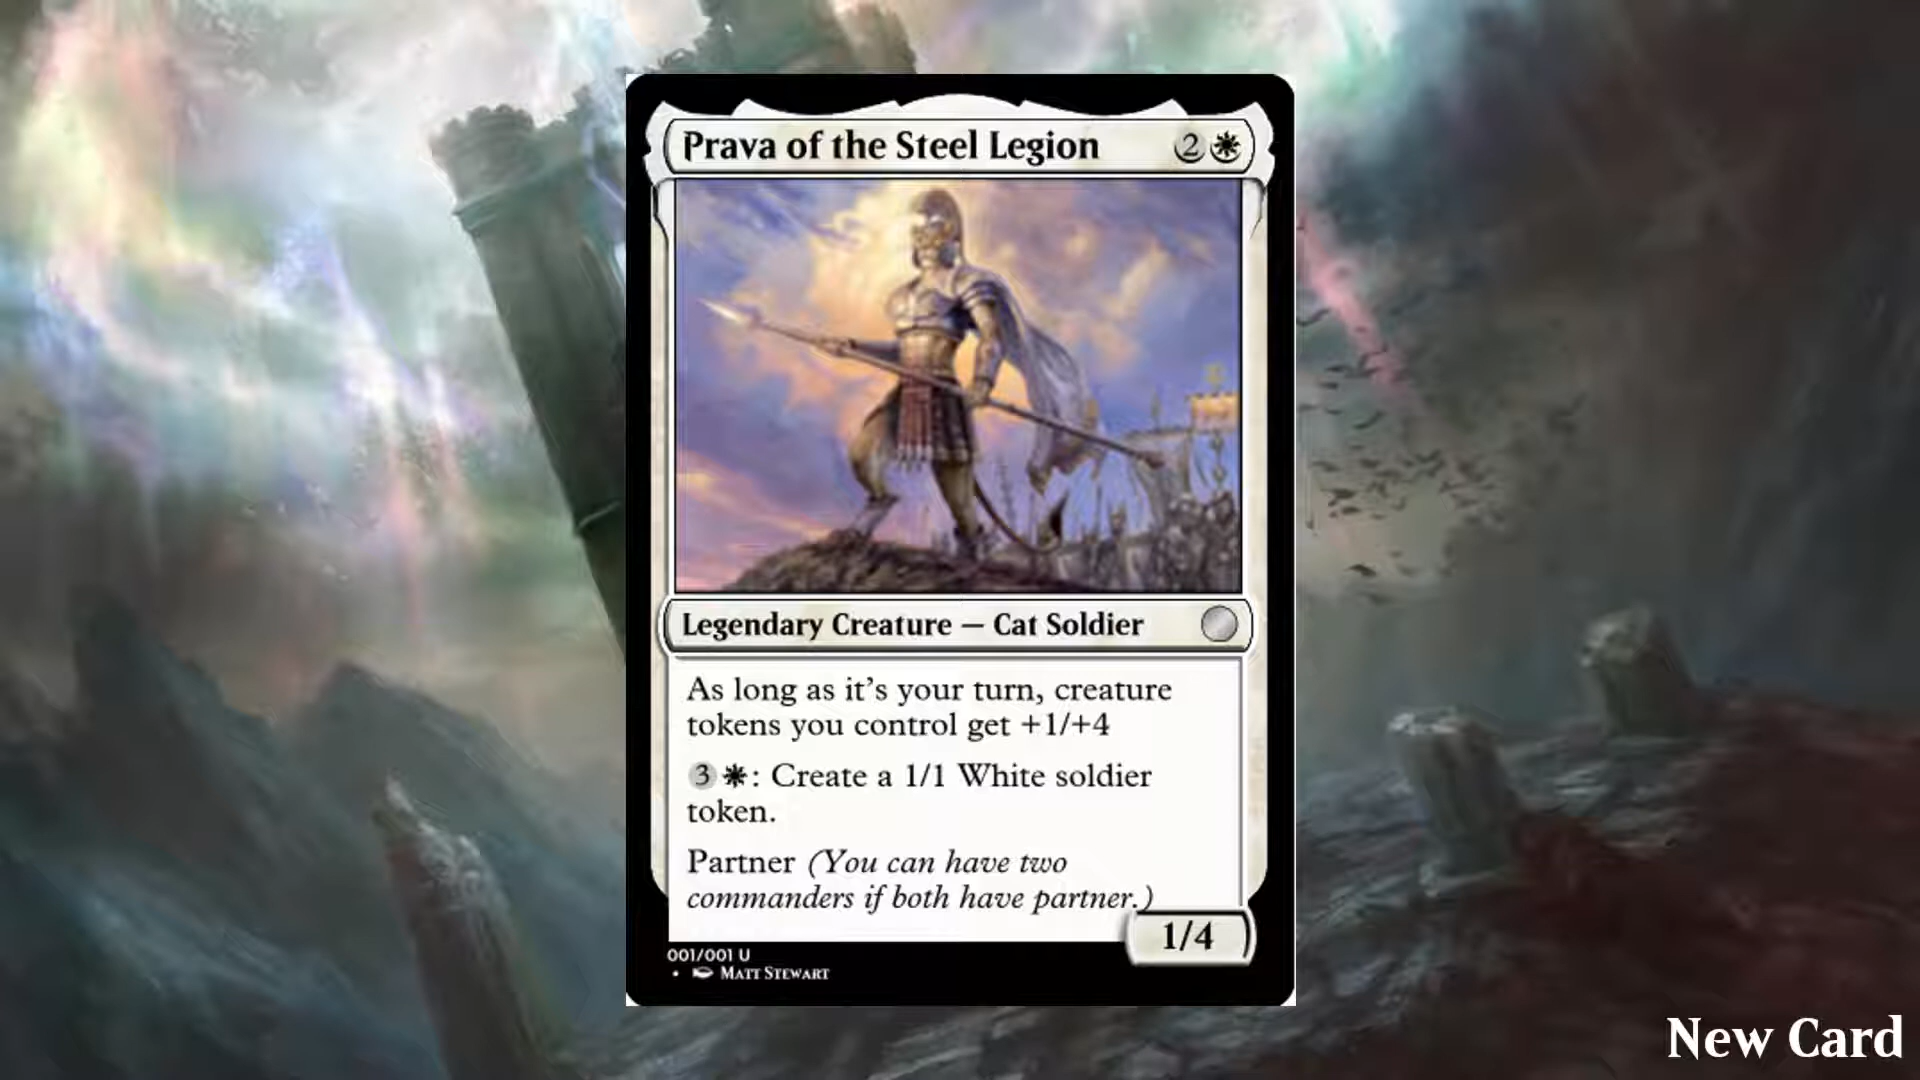 Prava of the Steel Legion 2
Legendary Creature — Cat Soldier
As long as it's your turn, creature
tokens you control get +1/+4
3 : Create a 1/1 White soldier
token.
Partner (You can have two
commanders if both have partner.)
1/4
001/001 U
• Matt Stewart
New Card